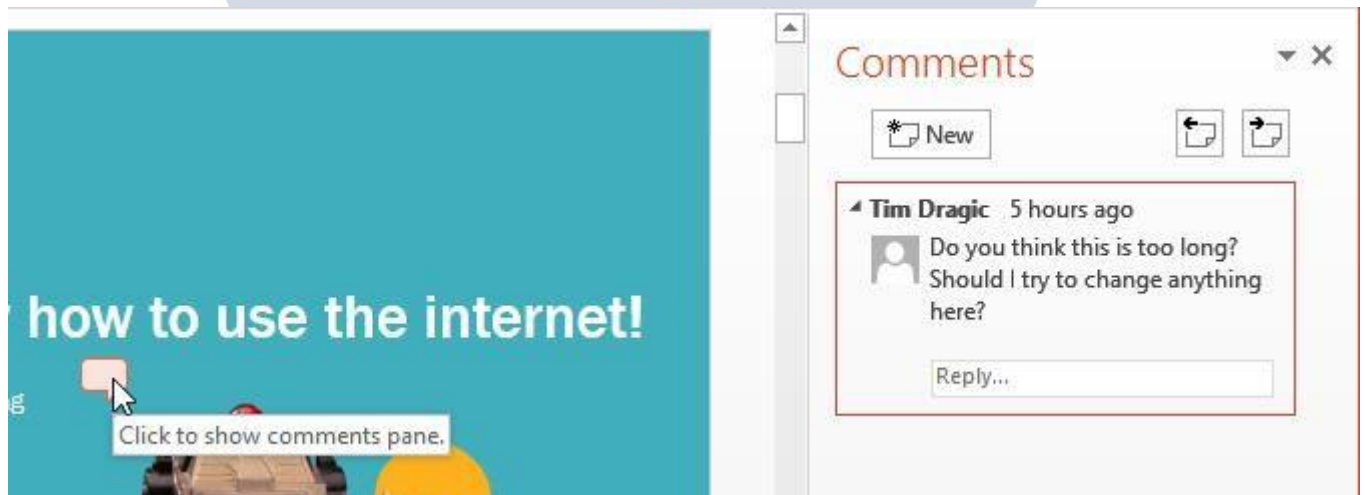 how to use the internet!
g
Click to show comments pane.
Comments
New
Tim Dragic 5 hours ago
Do you think this is too long?
Should I try to change anything
here?
Reply...